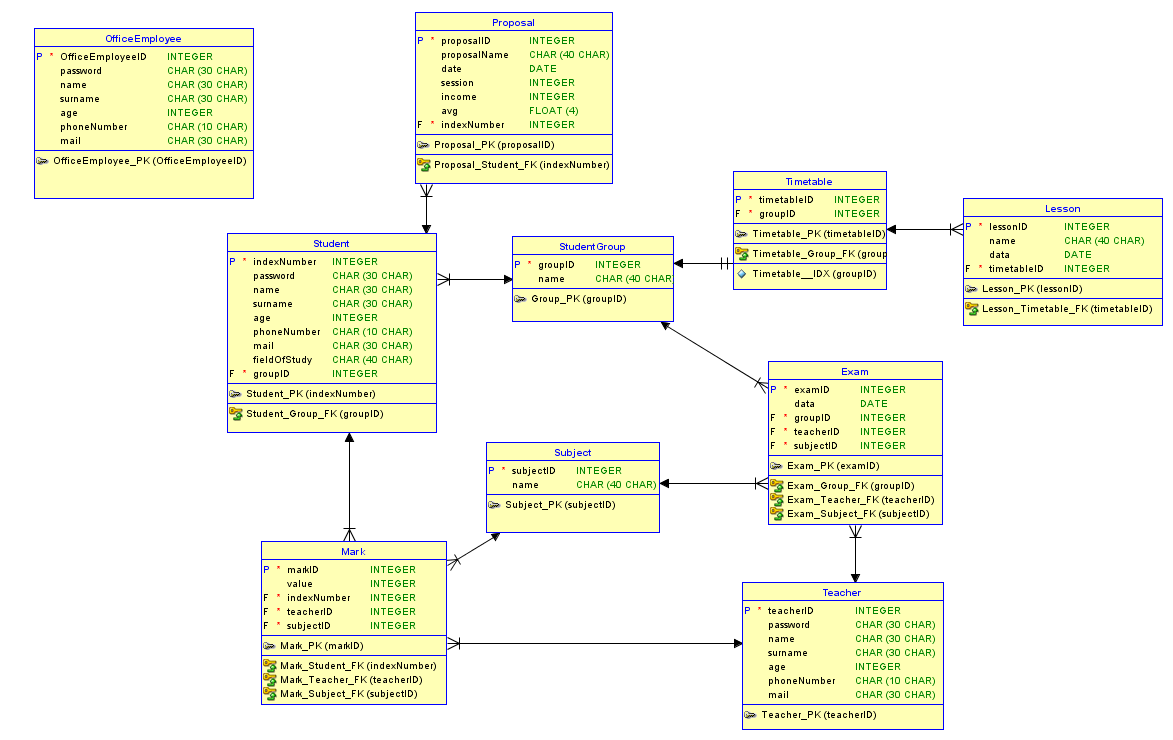 OfficeEmployee
P * OfficeEmployeeID INTEGER
password CHAR (30 CHAR)
name CHAR (30 CHAR)
surname CHAR (30 CHAR)
age INTEGER
phoneNumber CHAR (10 CHAR)
mail CHAR (30 CHAR)
OfficeEmployee_PK (OfficeEmployeeID)
Proposal
P * proposalID INTEGER
proposalName CHAR (40 CHAR)
date DATE
session INTEGER
income INTEGER
avg FLOAT (4)
F * indexNumber INTEGER
Proposal_PK (proposalID)
Proposal_Student_FK (indexNumber)
Timetable
P * timetableID INTEGER
F * groupID INTEGER
Timetable_PK (timetableID)
Timetable_Group_FK (group
Timetable__IDX (groupID)
Lesson
P * lessonID INTEGER
name CHAR (40 CHAR)
data DATE
F * timetableID INTEGER
Lesson_PK (lessonID)
Lesson_Timetable_FK (timetableID)
Student
P * indexNumber INTEGER
password CHAR (30 CHAR)
name CHAR (30 CHAR)
surname CHAR (30 CHAR)
age INTEGER
phoneNumber CHAR (10 CHAR)
mail CHAR (30 CHAR)
fieldOfStudy CHAR (40 CHAR)
F * groupID INTEGER
Student_PK (indexNumber)
Student_Group_FK (groupID)
StudentGroup
P * groupID INTEGER
name CHAR (40 CHAR
Group_PK (groupID)
Exam
P * examID INTEGER
data DATE
F * groupID INTEGER
F * teacherID INTEGER
F * subjectID INTEGER
Exam_PK (examID)
Exam_Group_FK (groupID)
Exam_Teacher_FK (teacherID)
Exam_Subject_FK (subjectID)
Subject
P * subjectID INTEGER
name CHAR (40 CHAR)
Subject_PK (subjectID)
Mark
P * markID INTEGER
value INTEGER
F * indexNumber INTEGER
F * teacherID INTEGER
F * subjectID INTEGER
Mark_PK (markID)
Mark_Student_FK (indexNumber)
Mark_Teacher_FK (teacherID)
Mark_Subject_FK (subjectID)
Teacher
P * teacherID INTEGER
password CHAR (30 CHAR)
name CHAR (30 CHAR)
surname CHAR (30 CHAR)
age INTEGER
phoneNumber CHAR (10 CHAR)
mail CHAR (30 CHAR)
Teacher_PK (teacherID)